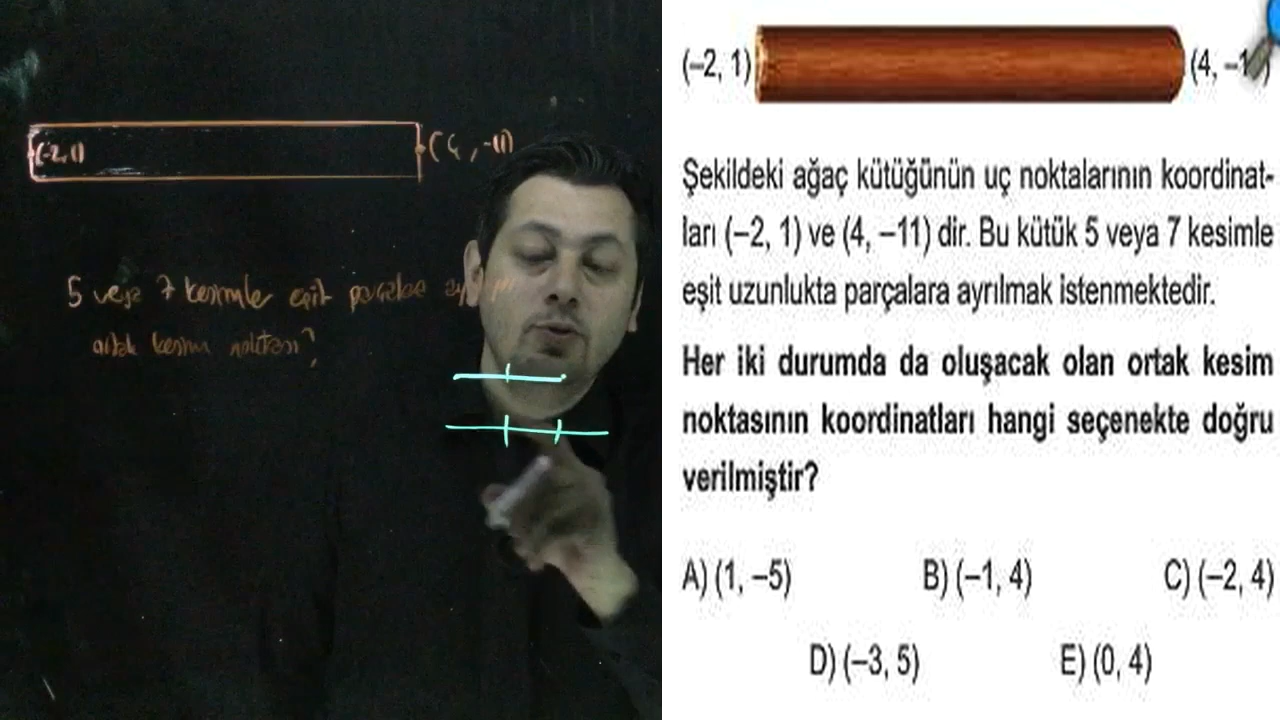 (-2,1)
(4, -11)
5 veya 7 kesimle eşit parçalara
ortak kesim noktası?
(–2, 1)
(4, –1
Şekildeki ağaç kütüğünün uç noktalarının koordinat-
ları (–2, 1) ve (4, –11) dir. Bu kütük 5 veya 7 kesimle
eşit uzunlukta parçalara ayrılmak istenmektedir.
Her iki durumda da oluşacak olan ortak kesim
noktasının koordinatları hangi seçenekte doğru
verilmiştir?
A) (1, –5) B) (–1, 4) C) (–2, 4)
D) (–3, 5) E) (0, 4)